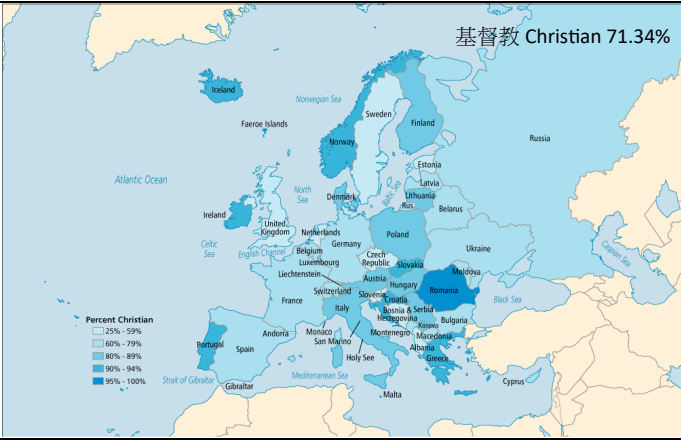 基督教 Christian 71.34%
Iceland
Norwegian Sea
Faeroe Islands
Sweden
Finland
Norway
Russia
Estonia
Atlantic Ocean
North
Sea
Baltic Sea
Latvia
Denmark
Lithuania
Rus
Belarus
Ireland
United
Kingdom
Netherlands
Poland
Celtic
Sea
English Channel
Belgium
Germany
Luxembourg
Czech
Republic
Ukraine
Caspian Sea
Slovakia
Liechtenstein
Austria
Moldova
Switzerland
Hungary
Slovenia
Romania
Croatia
France
Italy
Bosnia &
Herzegovina
Serbia
Black Sea
Percent Christian
25% - 59%
60% - 79%
80% - 89%
90% - 94%
95% - 100%
Monaco
San Marino
Montenegro
Kosovo
Bulgaria
Macedonia
Andorra
Portugal
Spain
Holy See
Albania
Greece
Mediterranean Sea
Strait of Gibraltar
Gibraltar
Malta
Cyprus